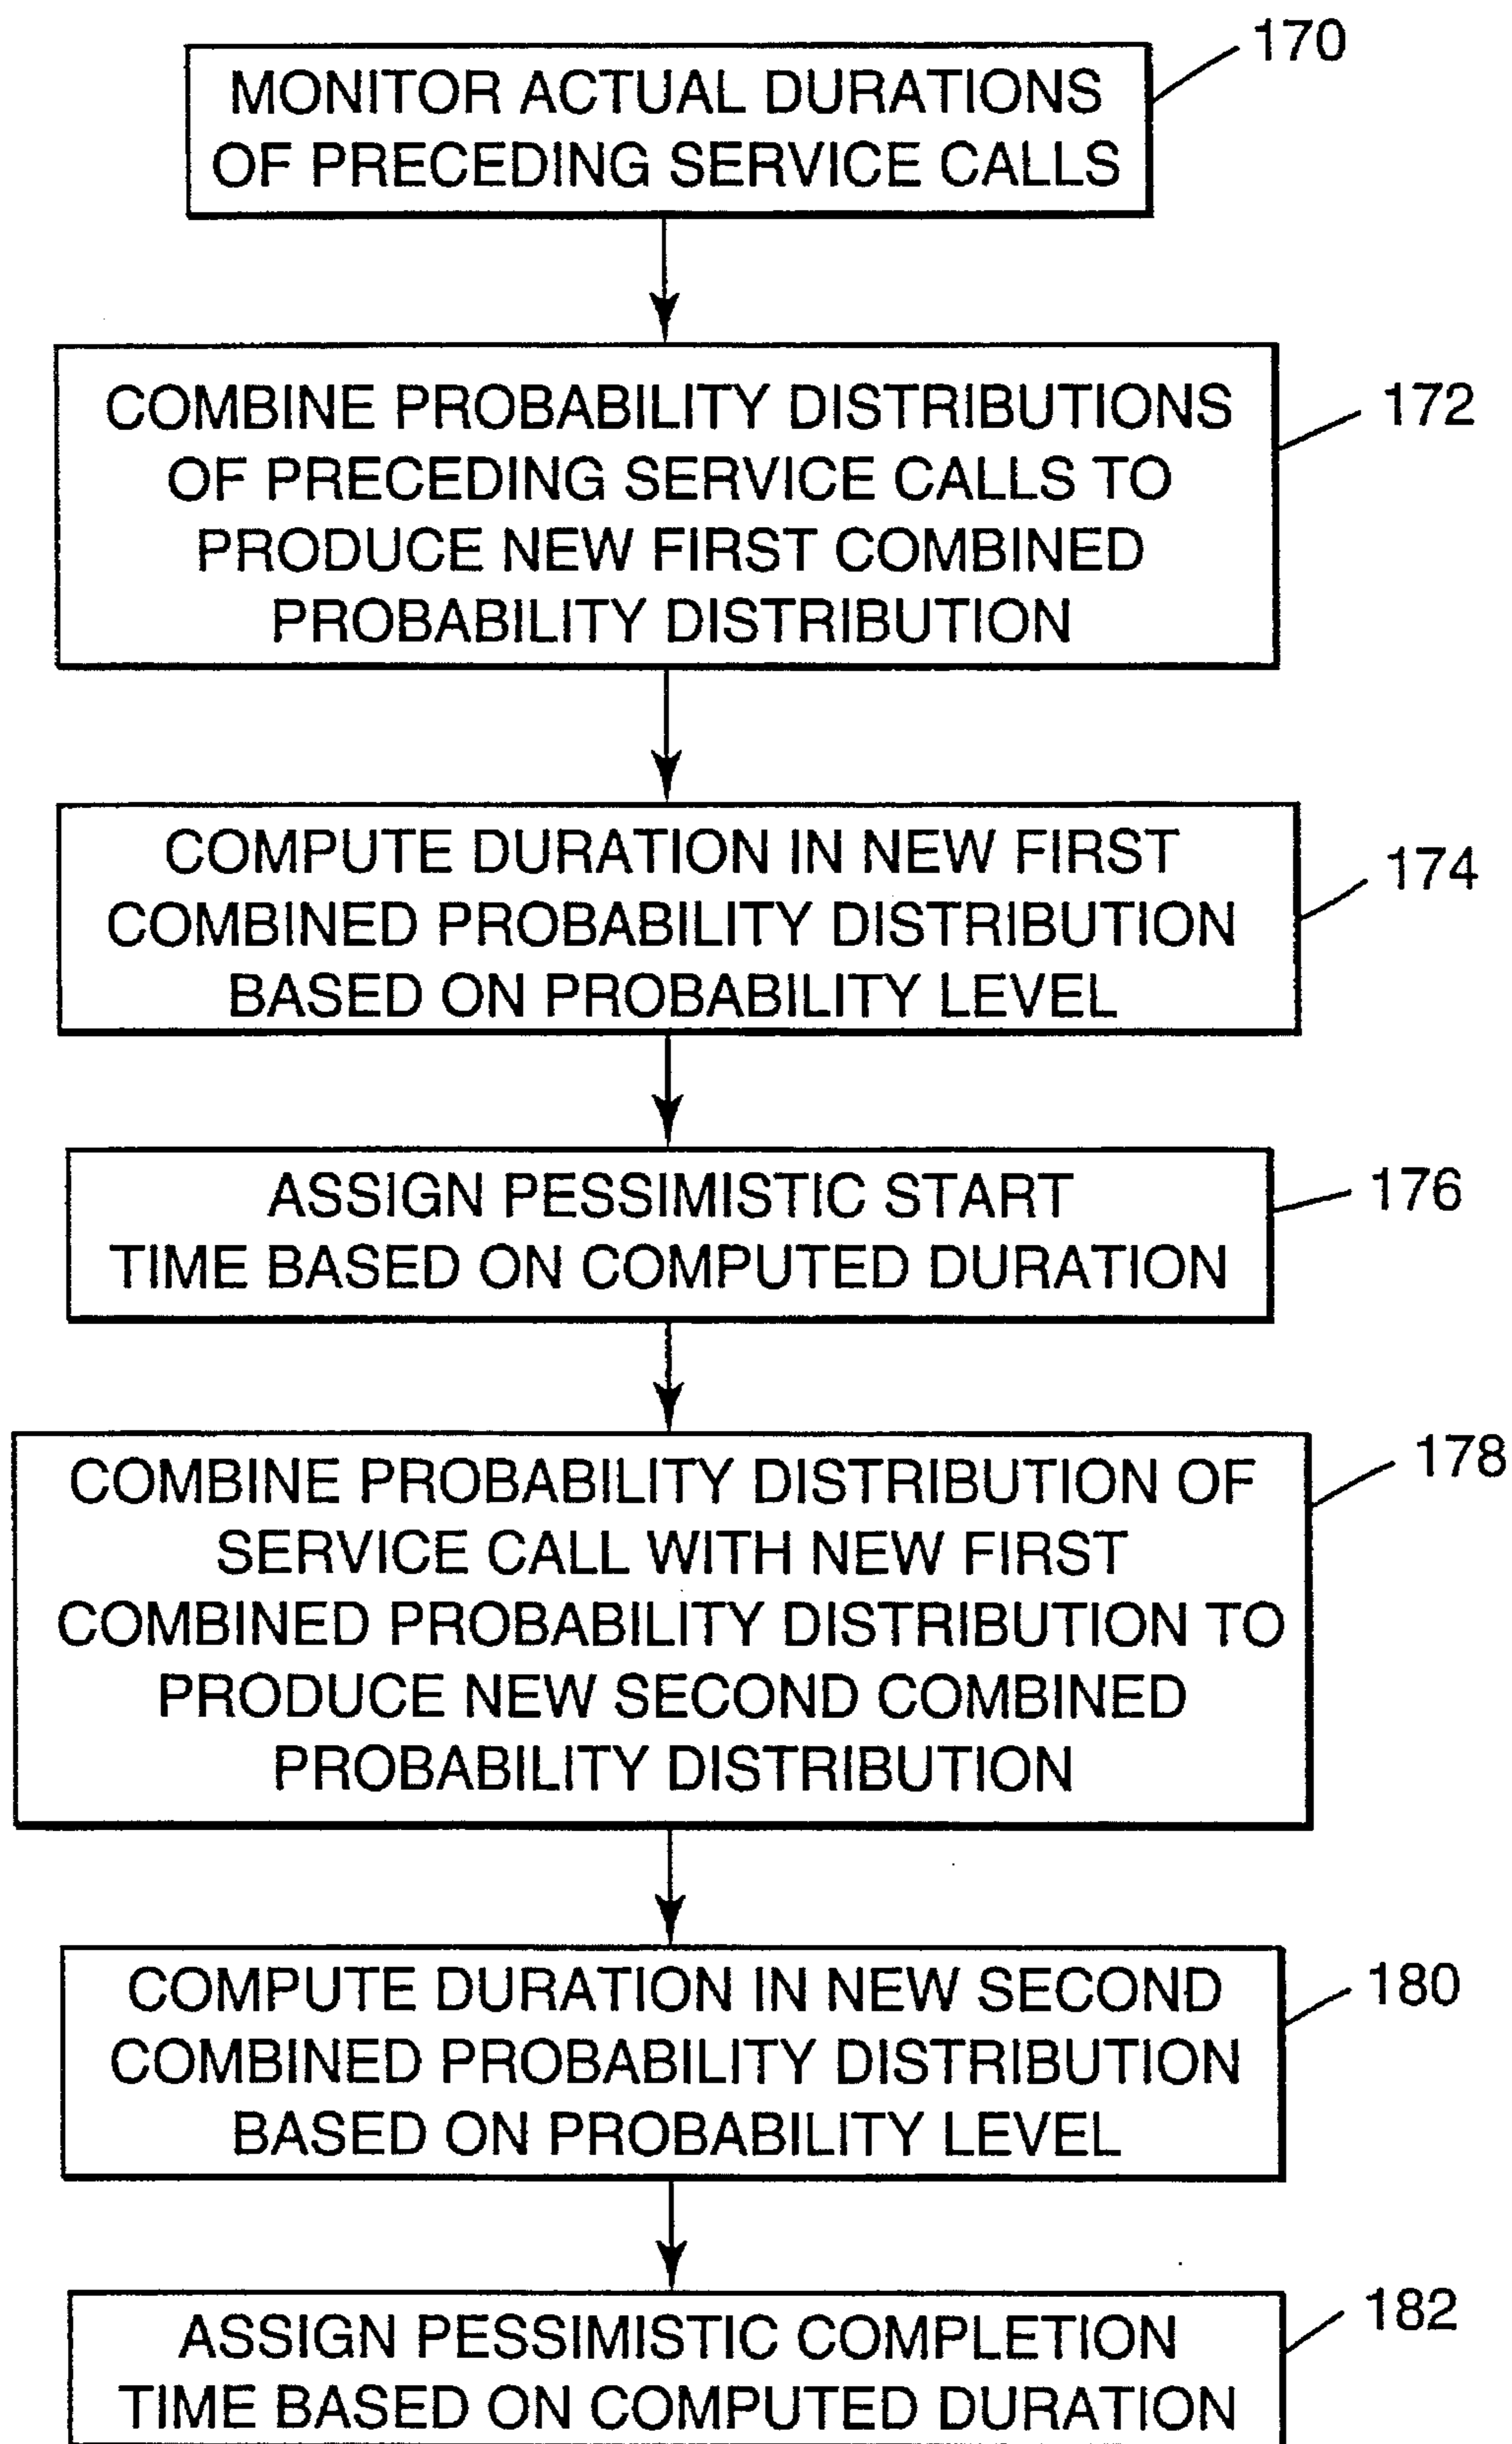 170
MONITOR ACTUAL DURATIONS
OF PRECEDING SERVICE CALLS
172
COMBINE PROBABILITY DISTRIBUTIONS
OF PRECEDING SERVICE CALLS TO
PRODUCE NEW FIRST COMBINED
PROBABILITY DISTRIBUTION
174
COMPUTE DURATION IN NEW FIRST
COMBINED PROBABILITY DISTRIBUTION
BASED ON PROBABILITY LEVEL
176
ASSIGN PESSIMISTIC START
TIME BASED ON COMPUTED DURATION
178
COMBINE PROBABILITY DISTRIBUTION OF
SERVICE CALL WITH NEW FIRST
COMBINED PROBABILITY DISTRIBUTION TO
PRODUCE NEW SECOND COMBINED
PROBABILITY DISTRIBUTION
180
COMPUTE DURATION IN NEW SECOND
COMBINED PROBABILITY DISTRIBUTION
BASED ON PROBABILITY LEVEL
182
ASSIGN PESSIMISTIC COMPLETION
TIME BASED ON COMPUTED DURATION